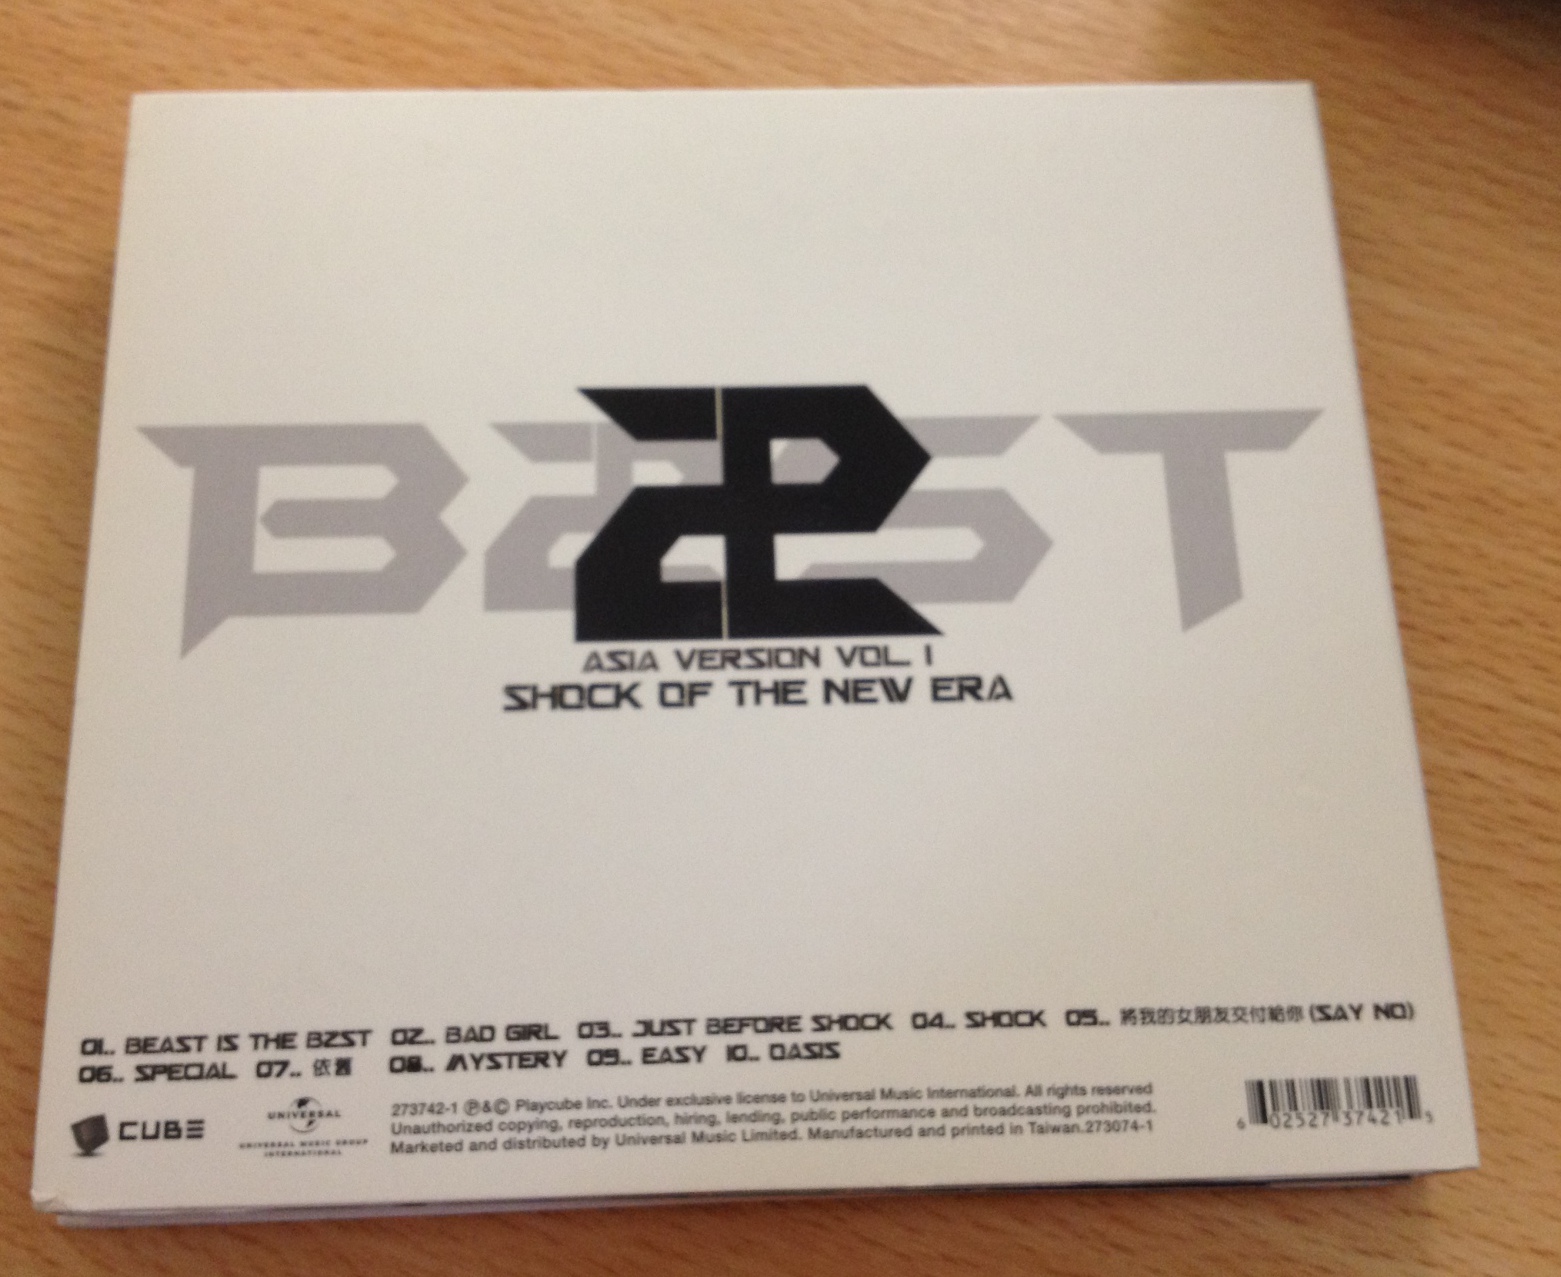 B2ST
ASIA VERSION VOL. 1
SHOCK OF THE NEW ERA
01.. BEAST IS THE B2ST 02.. BAD GIRL 03.. JUST BEFORE SHOCK 04.. SHOCK 05.. 將我的女朋友交付給你 (SAY NO)
06.. SPECIAL 07.. 依舊 08.. MYSTERY 09.. EASY 10.. OASIS
CUBE
UNIVERSAL
UNIVERSAL MUSIC GROUP
INTERNATIONAL
273742-1 ℗&© Playcube Inc. Under exclusive license to Universal Music International. All rights reserved
Unauthorized copying, reproduction, hiring, lending, public performance and broadcasting prohibited.
Marketed and distributed by Universal Music Limited. Manufactured and printed in Taiwan.273074-1
6 02527 37421 5